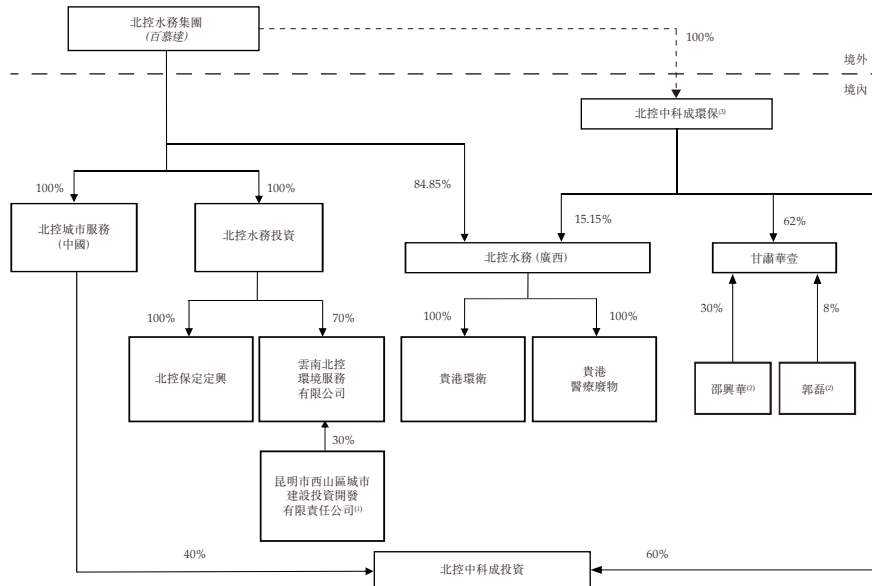 北控水務集團
(百慕達)
100%
境外
境內
北控中科成環保(3)
100%
100%
84.85%
15.15%
62%
北控城市服務
(中國)
北控水務投資
北控水務 (廣西)
甘肅華壹
100%
70%
100%
100%
30%
8%
北控保定定興
雲南北控
環境服務
有限公司
貴港環衛
貴港
醫療廢物
邵興華(2)
郭磊(2)
30%
昆明市西山區城市
建設投資開發
有限責任公司(1)
40%
60%
北控中科成投資